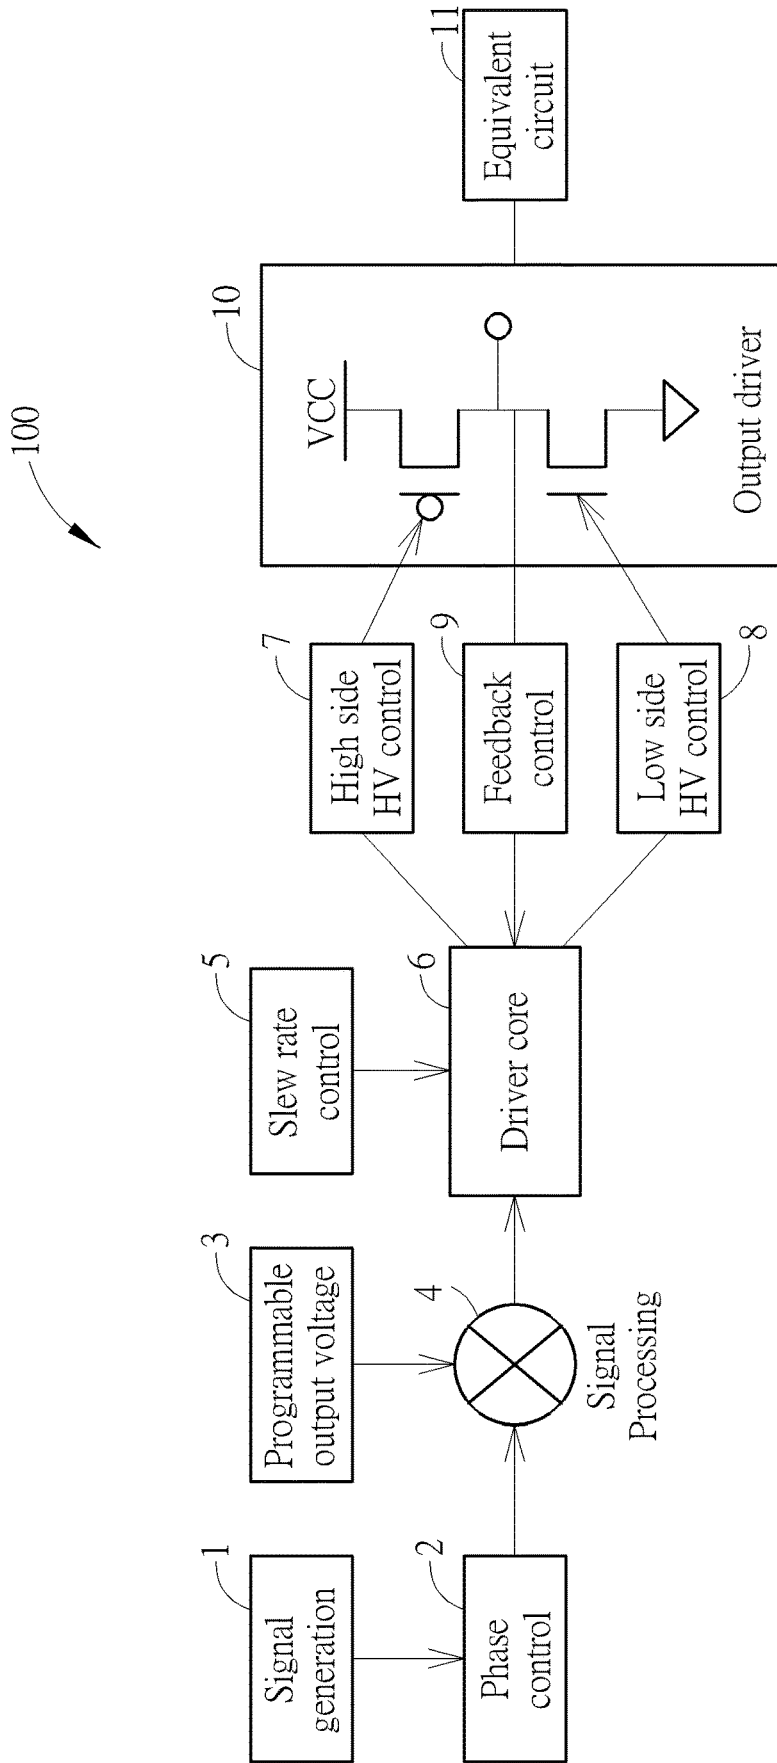 100
1
Signal
generation
2
Phase
control
3
Programmable
output voltage
4
Signal
Processing
5
Slew rate
control
6
Driver core
7
High side
HV control
9
Feedback
control
8
Low side
HV control
10
VCC
Output driver
11
Equivalent
circuit